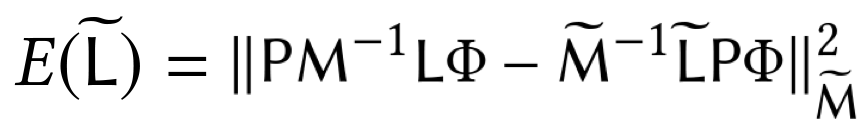 E(L̃) = ‖PM⁻¹LΦ − M̃⁻¹L̃PΦ‖²_M̃